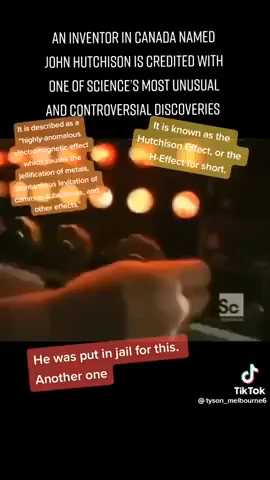 AN INVENTOR IN CANADA NAMED
JOHN HUTCHISON IS CREDITED WITH
ONE OF SCIENCE'S MOST UNUSUAL
AND CONTROVERSIAL DISCOVERIES
It is described as a
"highly-anomalous
electromagnetic effect
which causes the
jellification of metals,
spontaneous levitation of
common substances, and
other effects."
It is known as the
Hutchison Effect, or the
H-Effect for short.
Sc
He was put in jail for this.
Another one
TikTok
@tyson_melbourne6